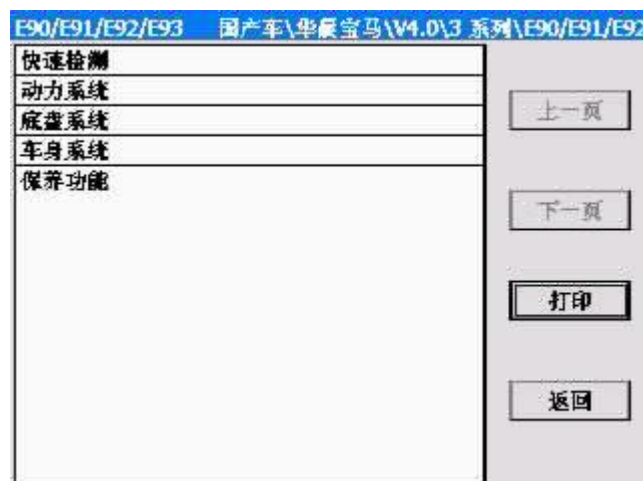 E90/E91/E92/E93 国产车\华晨宝马\V4.0\3 系列\E90/E91/E92
快速检测
动力系统
底盘系统
车身系统
保养功能
上一页
下一页
打印
返回